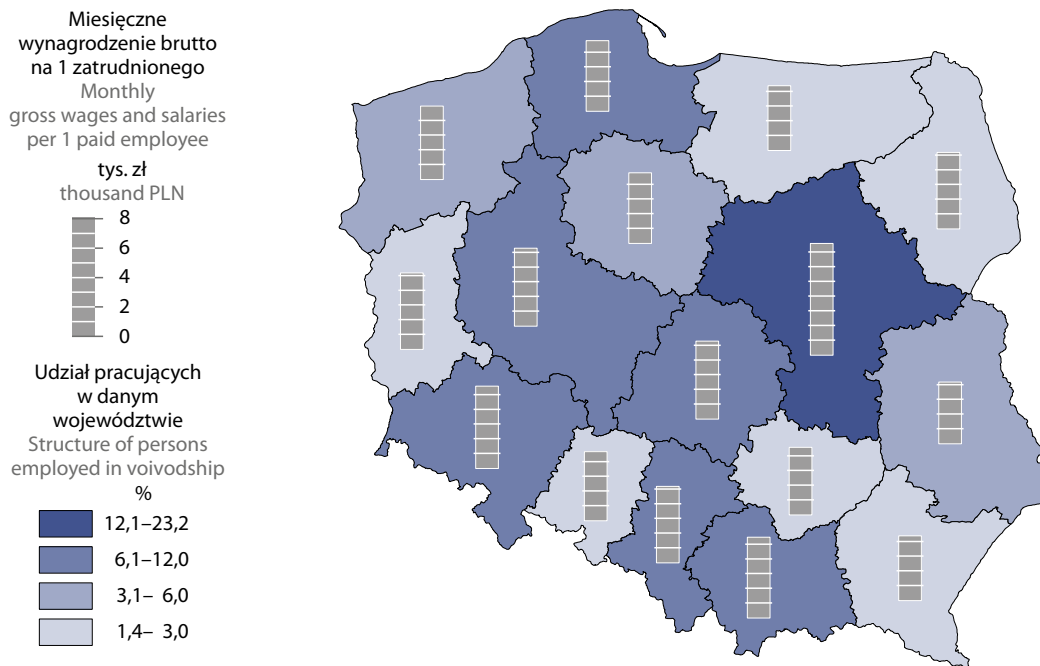 Miesięczne
wynagrodzenie brutto
na 1 zatrudnionego
Monthly
gross wages and salaries
per 1 paid employee
tys. zł
thousand PLN
8
6
4
2
0
Udział pracujących
w danym
województwie
Structure of persons
employed in voivodship
%
12,1–23,2
6,1–12,0
3,1– 6,0
1,4– 3,0